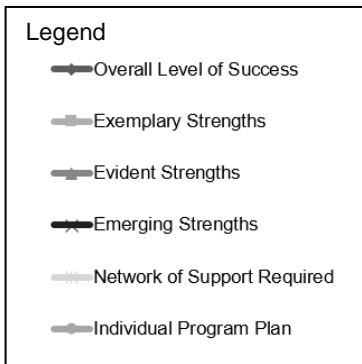 Legend
Overall Level of Success
Exemplary Strengths
Evident Strengths
Emerging Strengths
Network of Support Required
Individual Program Plan